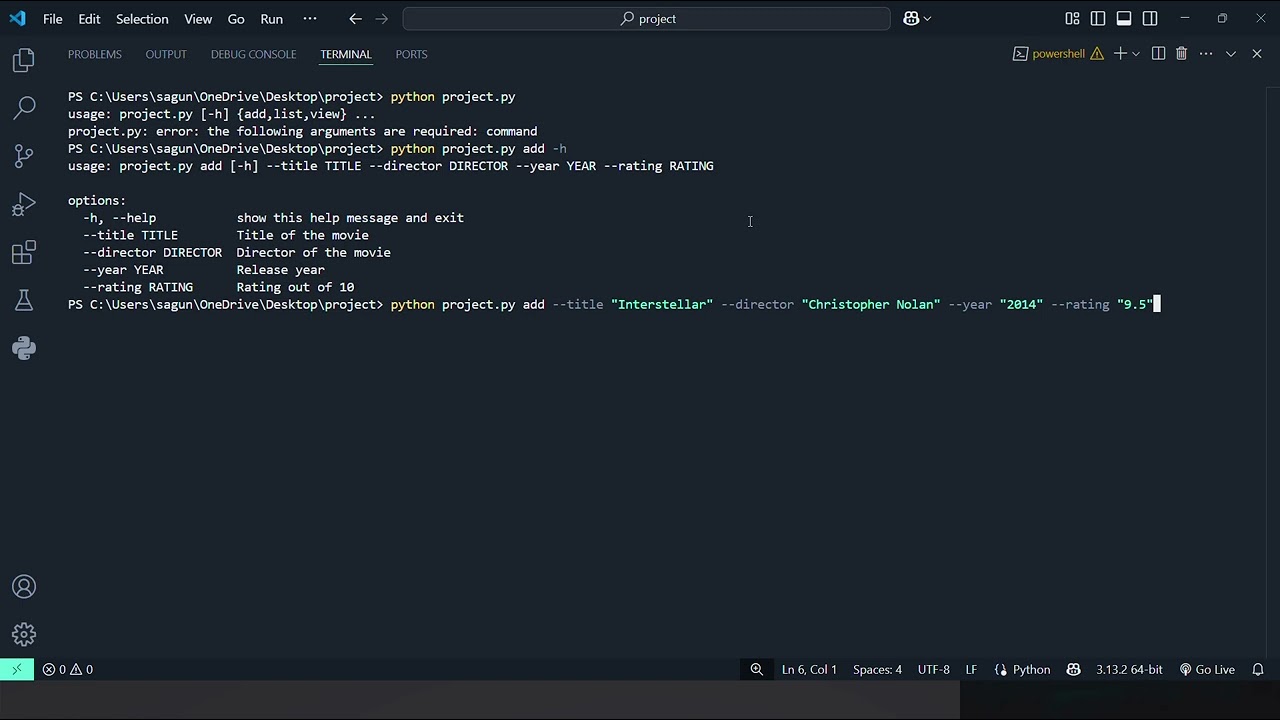 File Edit Selection View Go Run ··· project
PROBLEMS OUTPUT DEBUG CONSOLE TERMINAL PORTS powershell
PS C:\Users\sagun\OneDrive\Desktop\project> python project.py
usage: project.py [-h] {add,list,view} ...
project.py: error: the following arguments are required: command
PS C:\Users\sagun\OneDrive\Desktop\project> python project.py add -h
usage: project.py add [-h] --title TITLE --director DIRECTOR --year YEAR --rating RATING
options:
-h, --help show this help message and exit
--title TITLE Title of the movie
--director DIRECTOR Director of the movie
--year YEAR Release year
--rating RATING Rating out of 10
PS C:\Users\sagun\OneDrive\Desktop\project> python project.py add --title "Interstellar" --director "Christopher Nolan" --year "2014" --rating "9.5"
0 0 Ln 6, Col 1 Spaces: 4 UTF-8 LF Python 3.13.2 64-bit Go Live